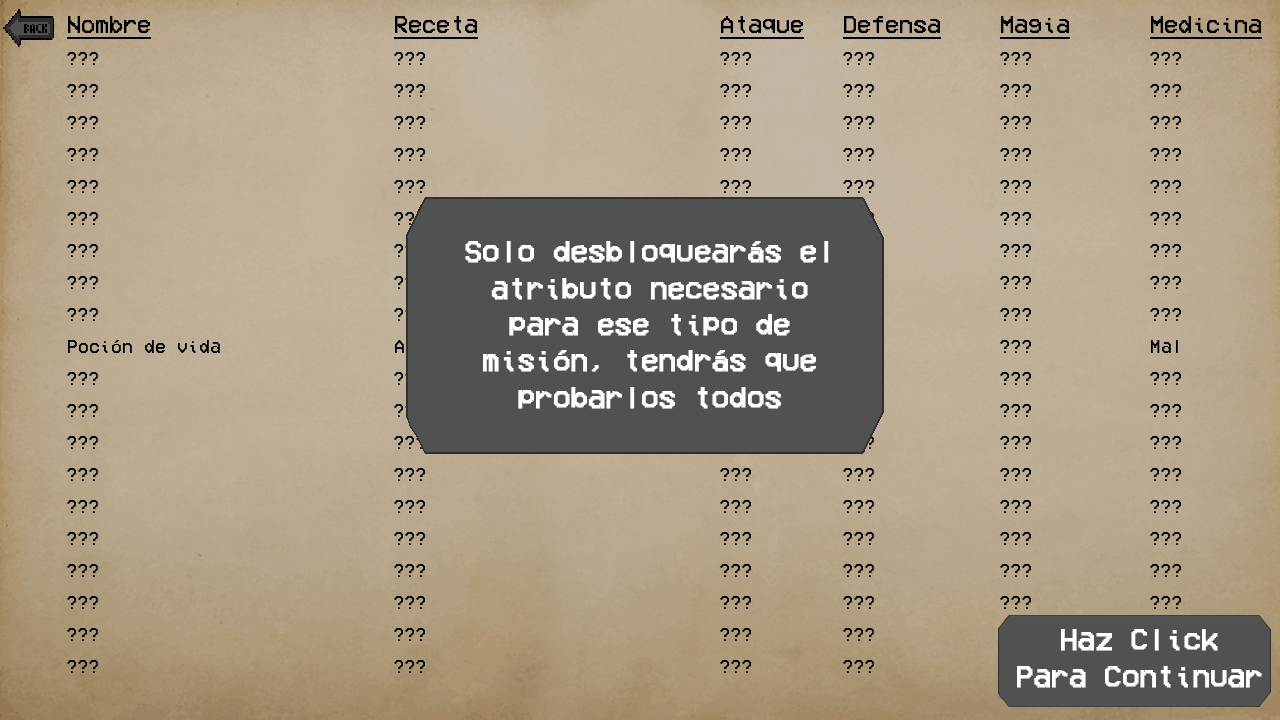 BACK Nombre Receta Ataque Defensa Magia Medicina
??? ??? ??? ??? ??? ???
??? ??? ??? ??? ??? ???
??? ??? ??? ??? ??? ???
??? ??? ??? ??? ??? ???
??? ??? ??? ??? ??? ???
??? ?? ? ??? ???
??? ? ??? ???
??? ? ??? ???
??? ? ??? ???
Poción de vida A ??? Mal
??? ? ??? ???
??? ? ??? ???
??? ?? ? ??? ???
??? ??? ??? ??? ??? ???
??? ??? ??? ??? ??? ???
??? ??? ??? ??? ??? ???
??? ??? ??? ??? ??? ???
??? ??? ??? ??? ??? ???
??? ??? ??? ???
??? ??? ??? ???
Solo desbloquearás el
atributo necesario
para ese tipo de
misión, tendrás que
probarlos todos
Haz Click
Para Continuar